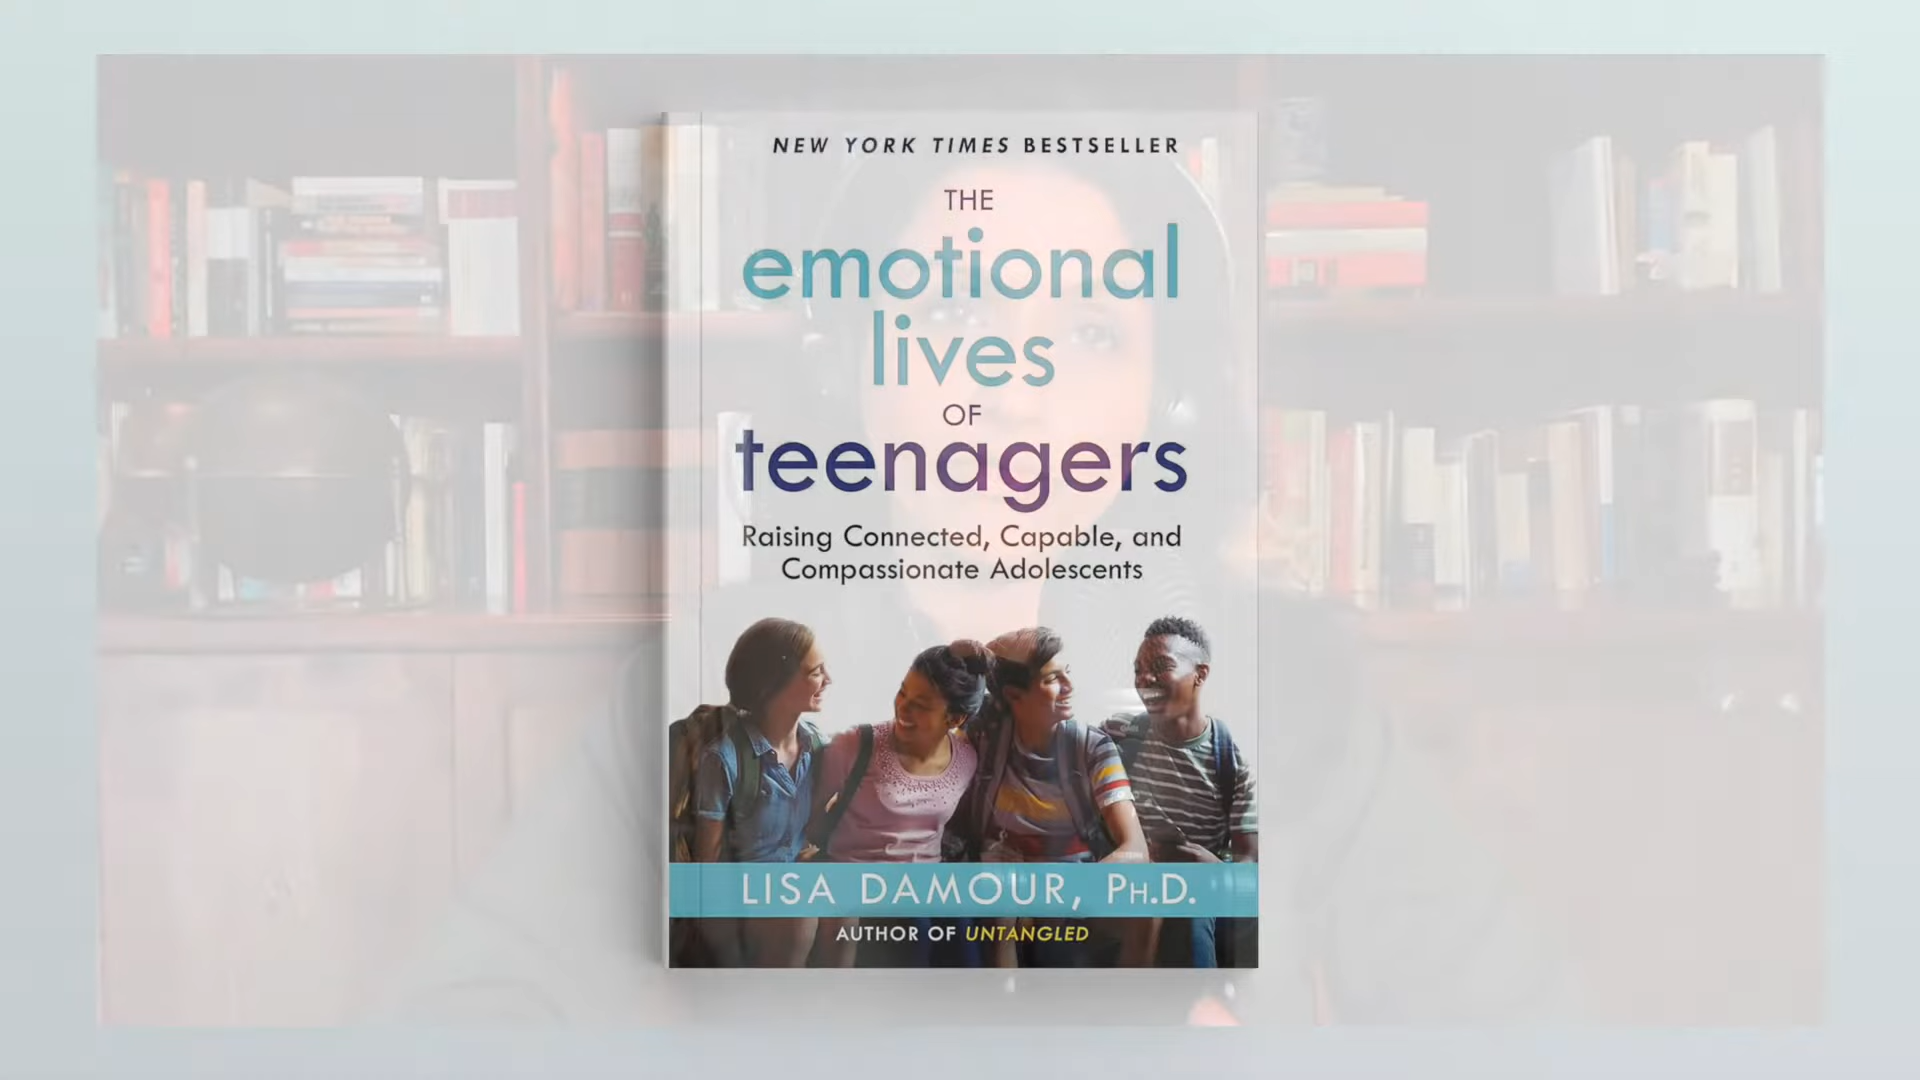 NEW YORK TIMES BESTSELLER
THE
emotional
lives
OF
teenagers
Raising Connected, Capable, and
Compassionate Adolescents
LISA DAMOUR, PH.D.
AUTHOR OF UNTANGLED